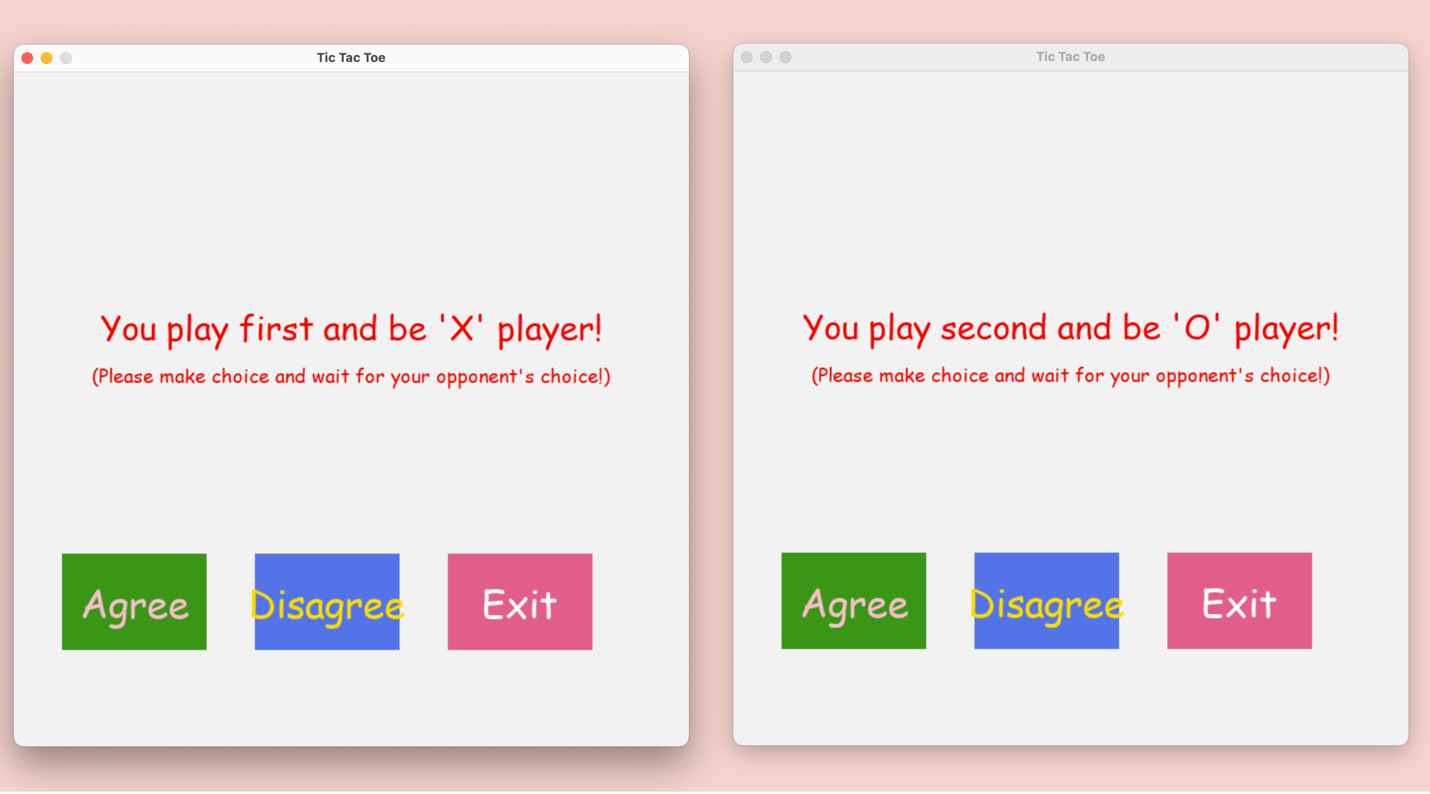 Tic Tac Toe
You play first and be 'X' player!
(Please make choice and wait for your opponent's choice!)
Agree
Disagree
Exit
Tic Tac Toe
You play second and be 'O' player!
(Please make choice and wait for your opponent's choice!)
Agree
Disagree
Exit